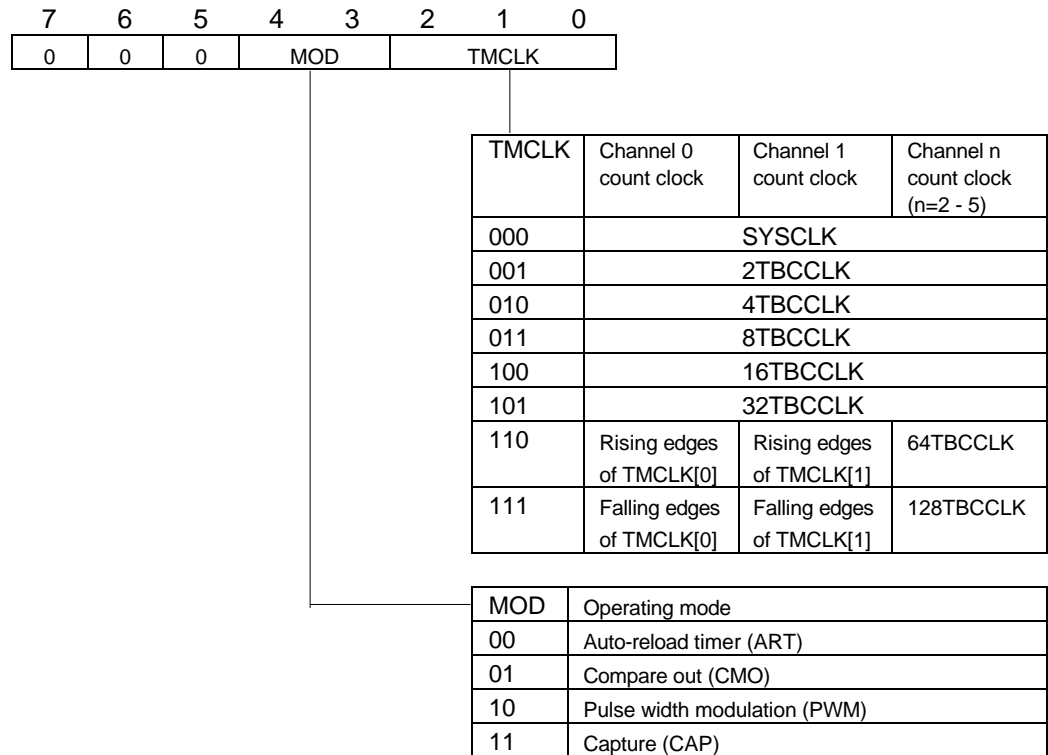 7 6 5 4 3 2 1 0
0 0 0 MOD TMCLK
TMCLK Channel 0 count clock Channel 1 count clock Channel n count clock (n=2 - 5)
000 SYSCLK
001 2TBCCLK
010 4TBCCLK
011 8TBCCLK
100 16TBCCLK
101 32TBCCLK
110 Rising edges of TMCLK[0] Rising edges of TMCLK[1] 64TBCCLK
111 Falling edges of TMCLK[0] Falling edges of TMCLK[1] 128TBCCLK
MOD Operating mode
00 Auto-reload timer (ART)
01 Compare out (CMO)
10 Pulse width modulation (PWM)
11 Capture (CAP)